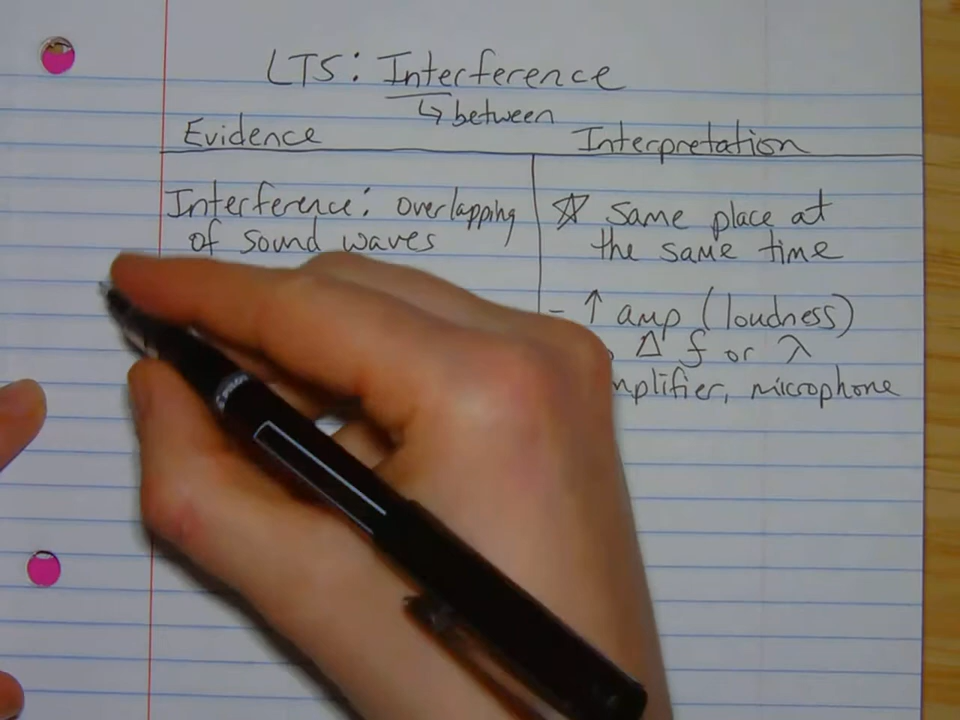 LTS: Interference
↳ between
Evidence
Interpretation
Interference: overlapping
of sound waves
☆ same place at
the same time
- ↑ amp (loudness)
Δ f or λ
microphone